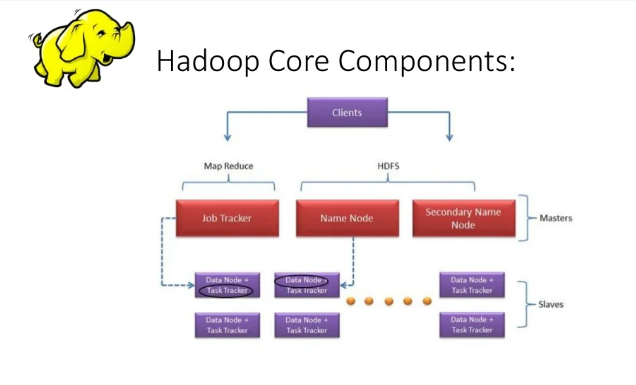 Hadoop Core Components:
Clients
Map Reduce
HDFS
Job Tracker
Name Node
Secondary Name
Node
Masters
Data Node +
Task Tracker
Data Node +
Task Tracker
Data Node +
Task Tracker
Slaves
Data Node +
Task Tracker
Data Node +
Task Tracker
Data Node +
Task Tracker